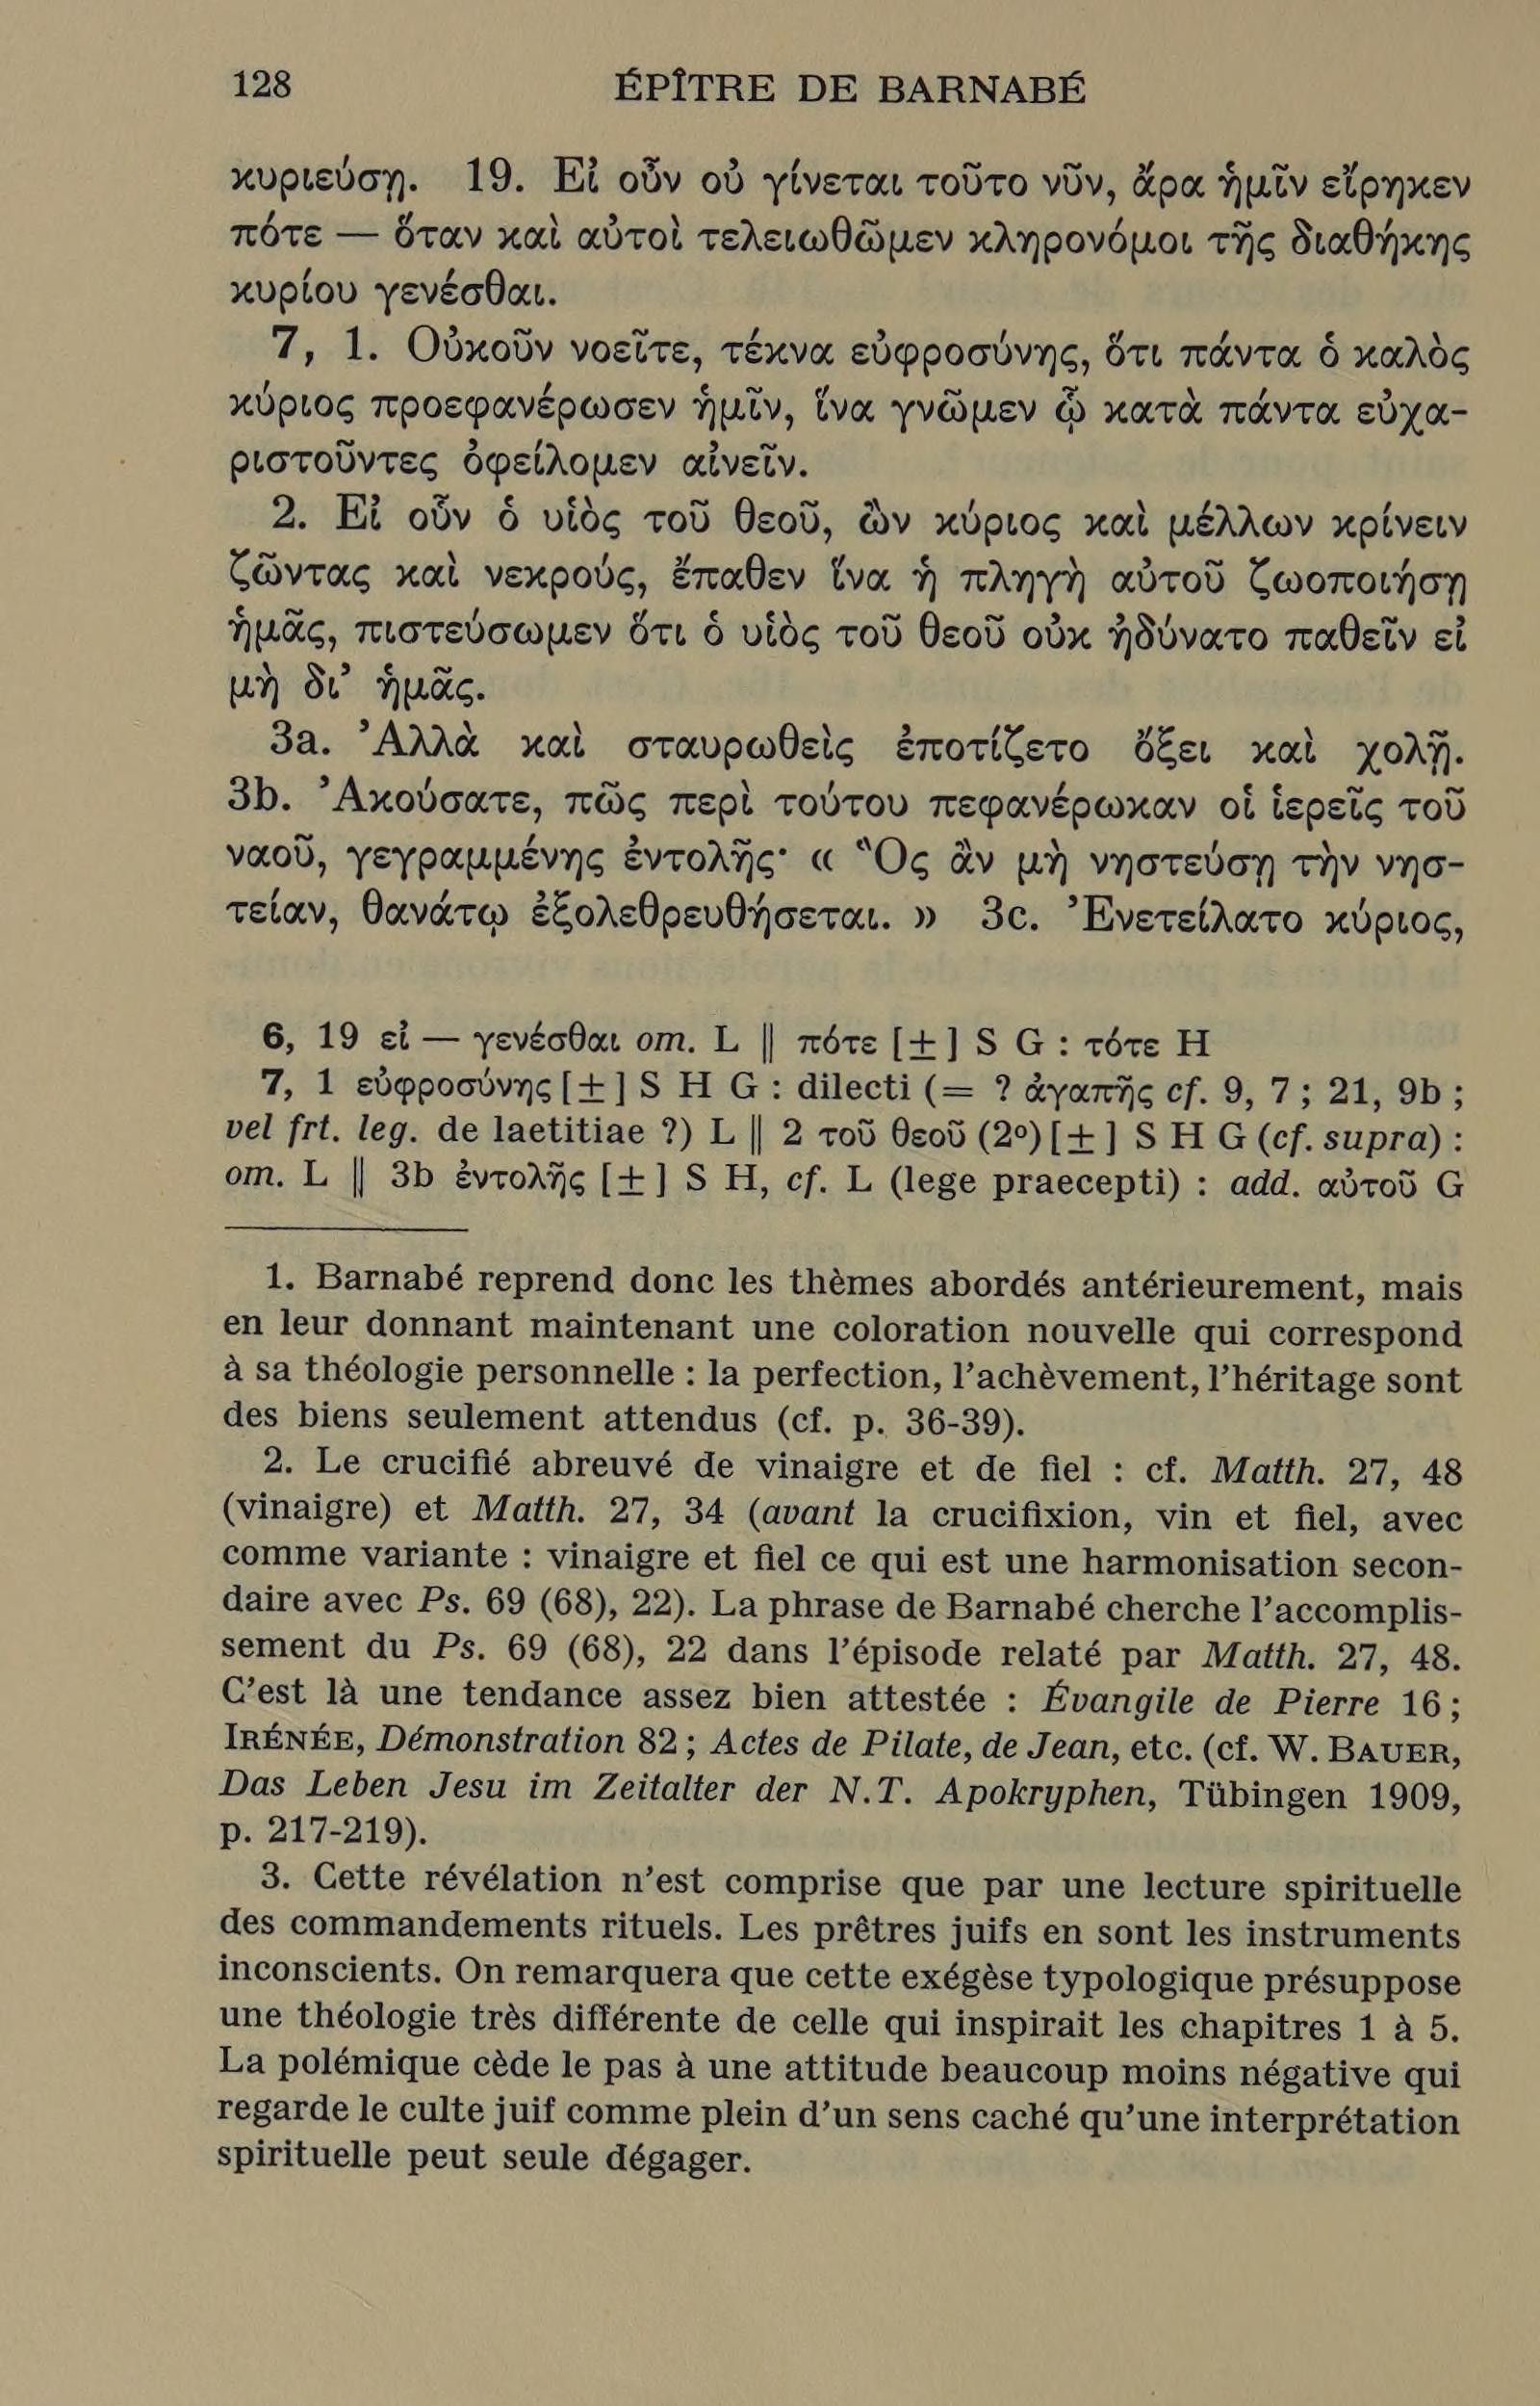 128 ÉPÎTRE DE BARNABÉ
κυριεύσῃ. 19. Εἰ οὖν οὐ γίνεται τοῦτο νῦν, ἄρα ἡμῖν εἴρηκεν
πότε — ὅταν καὶ αὐτοὶ τελειωθῶμεν κληρονόμοι τῆς διαθήκης
κυρίου γενέσθαι.
7, 1. Οὐκοῦν νοεῖτε, τέκνα εὐφροσύνης, ὅτι πάντα ὁ καλὸς
κύριος προεφανέρωσεν ἡμῖν, ἵνα γνῶμεν ᾧ κατὰ πάντα εὐχα-
ριστοῦντες ὀφείλομεν αἰνεῖν.
2. Εἰ οὖν ὁ υἱὸς τοῦ θεοῦ, ὢν κύριος καὶ μέλλων κρίνειν
ζῶντας καὶ νεκρούς, ἔπαθεν ἵνα ἡ πληγὴ αὐτοῦ ζωοποιήσῃ
ἡμᾶς, πιστεύσωμεν ὅτι ὁ υἱὸς τοῦ θεοῦ οὐκ ἠδύνατο παθεῖν εἰ
μὴ δι’ ἡμᾶς.
3a. Ἀλλὰ καὶ σταυρωθεὶς ἐποτίζετο ὄξει καὶ χολῇ.
3b. Ἀκούσατε, πῶς περὶ τούτου πεφανέρωκαν οἱ ἱερεῖς τοῦ
ναοῦ, γεγραμμένης ἐντολῆς· « Ὃς ἂν μὴ νηστεύσῃ τὴν νησ-
τείαν, θανάτῳ ἐξολεθρευθήσεται. » 3c. Ἐνετείλατο κύριος,
6, 19 εἰ — γενέσθαι om. L ‖ πότε [±] S G : τότε H
7, 1 εὐφροσύνης [±] S H G : dilecti (= ? ἀγαπῆς cf. 9, 7 ; 21, 9b ;
vel frt. leg. de laetitiae ?) L ‖ 2 τοῦ θεοῦ (2º) [±] S H G (cf. supra) :
om. L ‖ 3b ἐντολῆς [±] S H, cf. L (lege praecepti) : add. αὐτοῦ G
1. Barnabé reprend donc les thèmes abordés antérieurement, mais
en leur donnant maintenant une coloration nouvelle qui correspond
à sa théologie personnelle : la perfection, l’achèvement, l’héritage sont
des biens seulement attendus (cf. p. 36-39).
2. Le crucifié abreuvé de vinaigre et de fiel : cf. Matth. 27, 48
(vinaigre) et Matth. 27, 34 (avant la crucifixion, vin et fiel, avec
comme variante : vinaigre et fiel ce qui est une harmonisation secon-
daire avec Ps. 69 (68), 22). La phrase de Barnabé cherche l’accomplis-
sement du Ps. 69 (68), 22 dans l’épisode relaté par Matth. 27, 48.
C’est là une tendance assez bien attestée : Évangile de Pierre 16 ;
IRÉNÉE, Démonstration 82 ; Actes de Pilate, de Jean, etc. (cf. W. BAUER,
Das Leben Jesu im Zeitalter der N.T. Apokryphen, Tübingen 1909,
p. 217-219).
3. Cette révélation n’est comprise que par une lecture spirituelle
des commandements rituels. Les prêtres juifs en sont les instruments
inconscients. On remarquera que cette exégèse typologique présuppose
une théologie très différente de celle qui inspirait les chapitres 1 à 5.
La polémique cède le pas à une attitude beaucoup moins négative qui
regarde le culte juif comme plein d’un sens caché qu’une interprétation
spirituelle peut seule dégager.